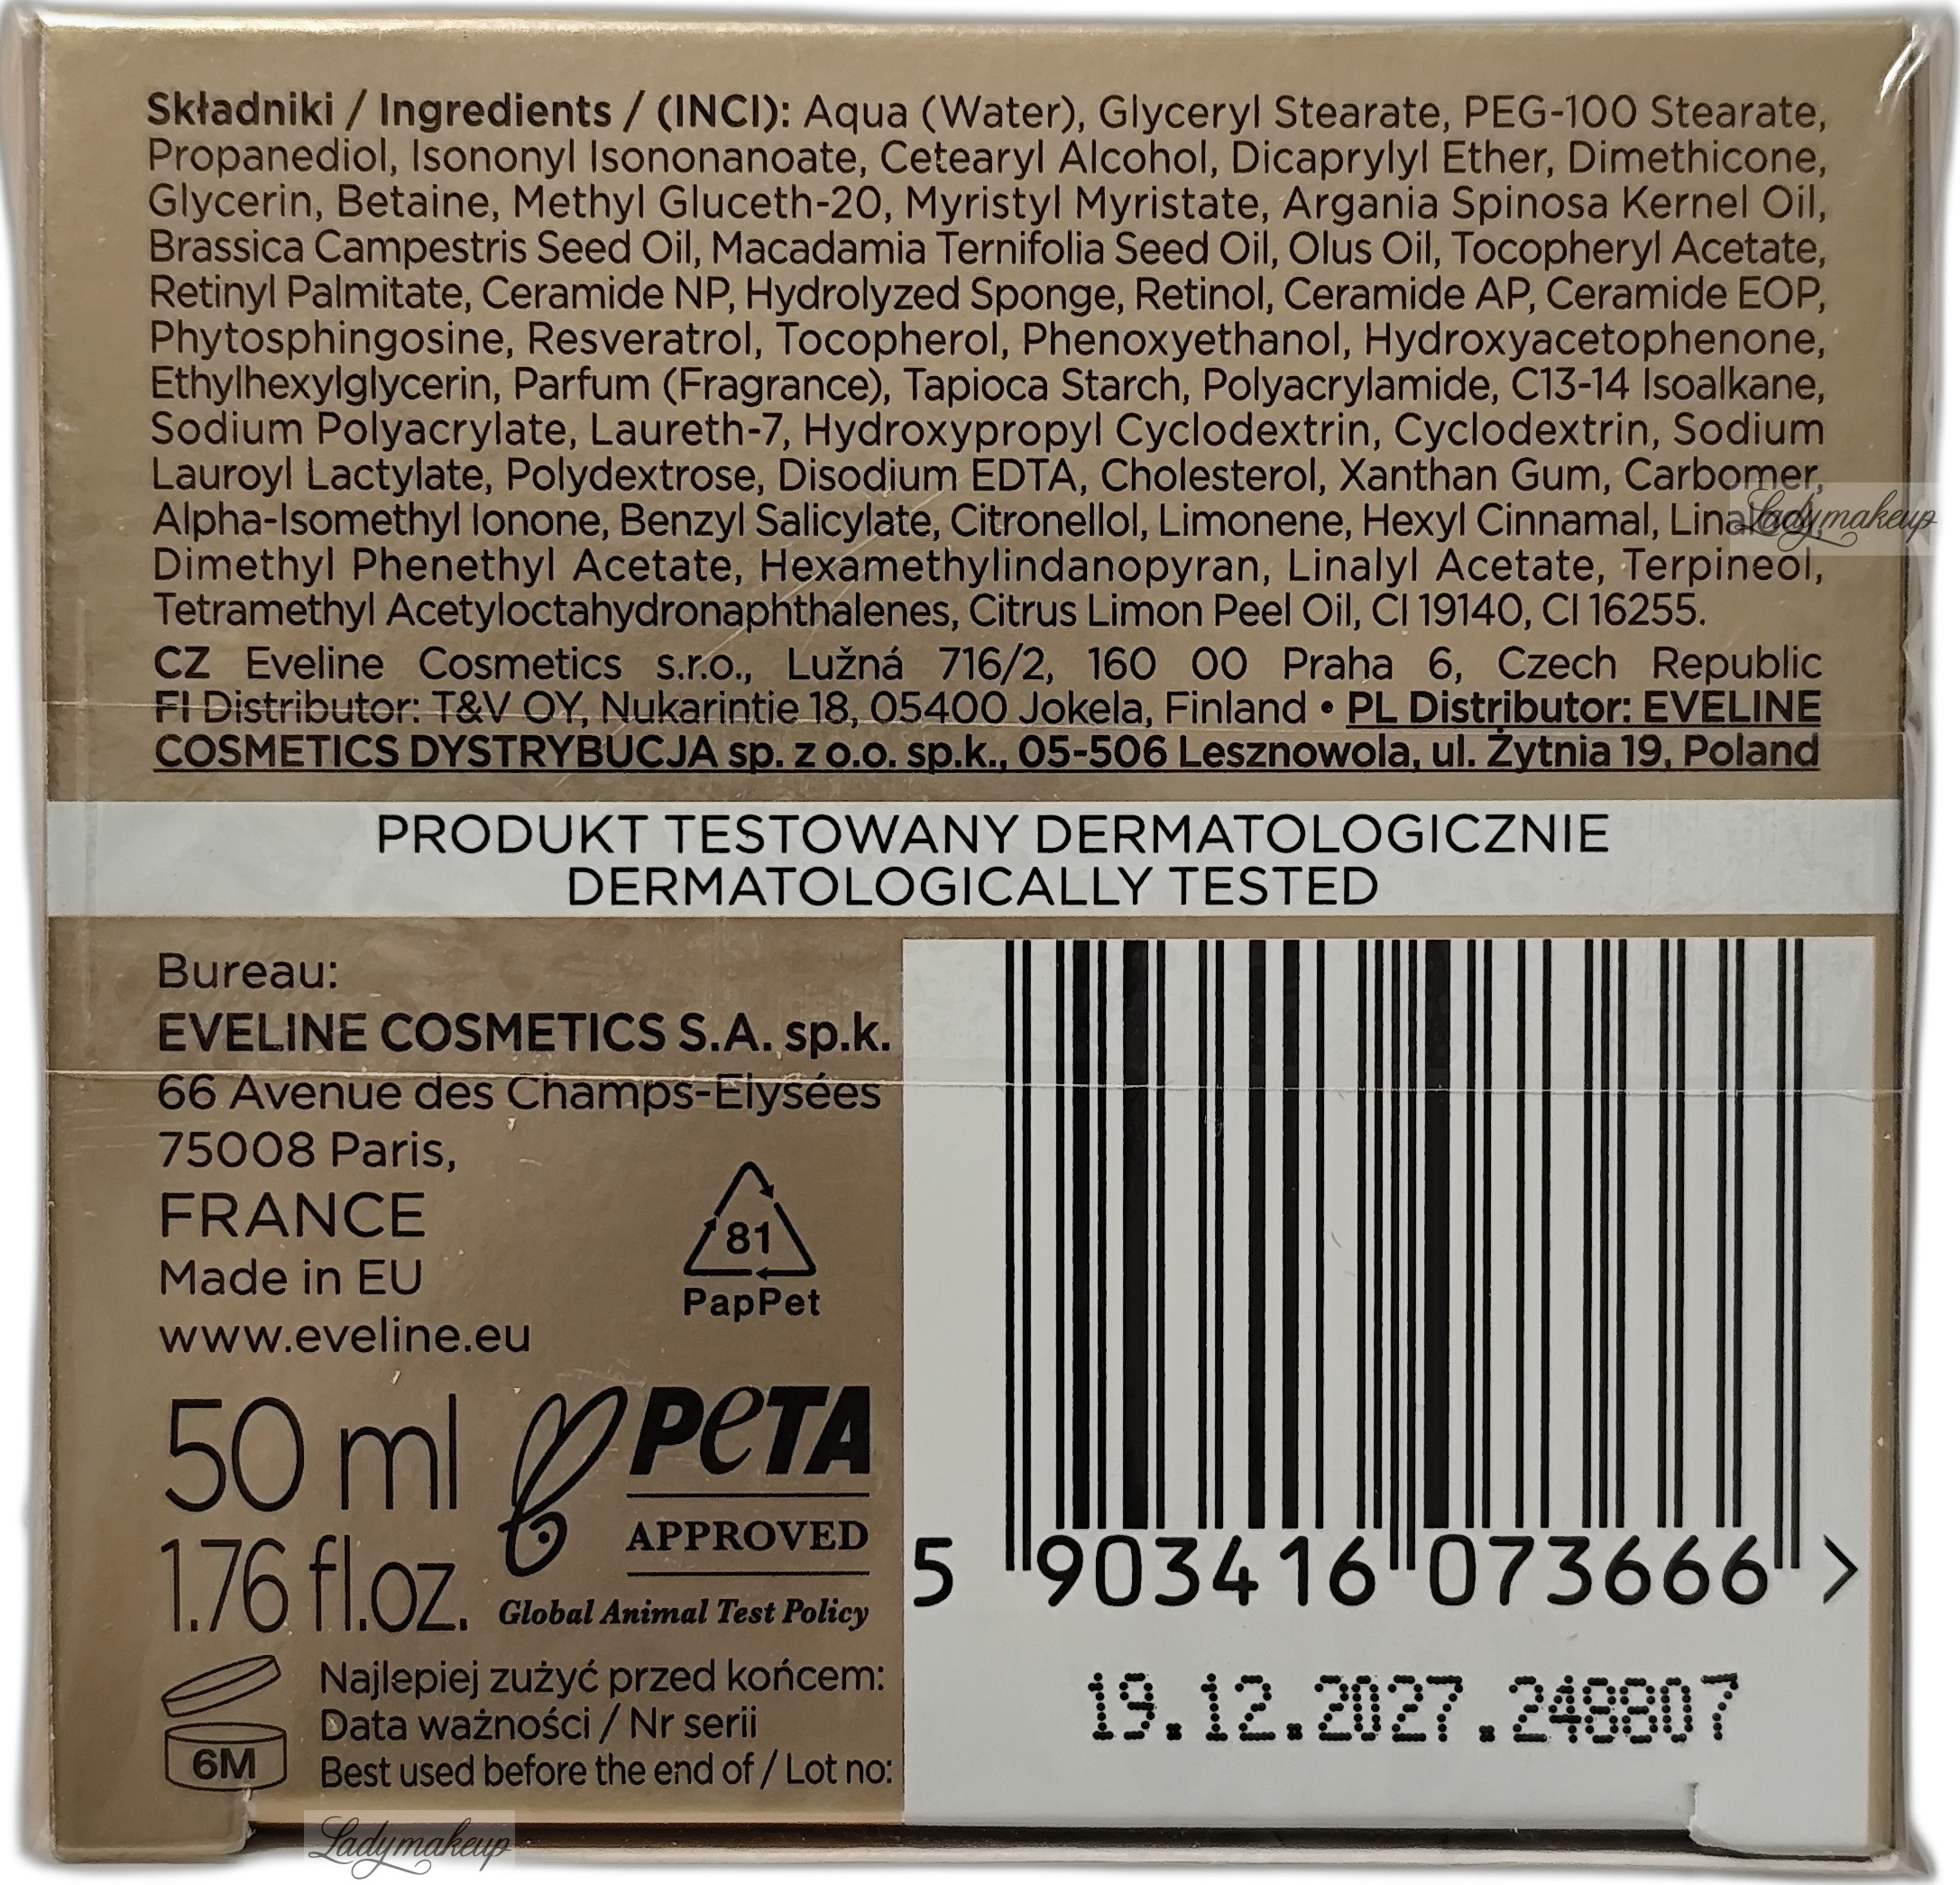 Składniki / Ingredients / (INCI): Aqua (Water), Glyceryl Stearate, PEG-100 Stearate,
Propanediol, Isononyl Isononanoate, Cetearyl Alcohol, Dicaprylyl Ether, Dimethicone,
Glycerin, Betaine, Methyl Gluceth-20, Myristyl Myristate, Argania Spinosa Kernel Oil,
Brassica Campestris Seed Oil, Macadamia Ternifolia Seed Oil, Olus Oil, Tocopheryl Acetate,
Retinyl Palmitate, Ceramide NP, Hydrolyzed Sponge, Retinol, Ceramide AP, Ceramide EOP,
Phytosphingosine, Resveratrol, Tocopherol, Phenoxyethanol, Hydroxyacetophenone,
Ethylhexylglycerin, Parfum (Fragrance), Tapioca Starch, Polyacrylamide, C13-14 Isoalkane,
Sodium Polyacrylate, Laureth-7, Hydroxypropyl Cyclodextrin, Cyclodextrin, Sodium
Lauroyl Lactylate, Polydextrose, Disodium EDTA, Cholesterol, Xanthan Gum, Carbomer,
Alpha-Isomethyl Ionone, Benzyl Salicylate, Citronellol, Limonene, Hexyl Cinnamal,
Ladymakeup
Dimethyl Phenethyl Acetate, Hexamethylindanopyran, Linalyl Acetate, Terpineol,
Tetramethyl Acetyloctahydronaphthalenes, Citrus Limon Peel Oil, CI 19140, CI 16255.
CZ Eveline Cosmetics s.r.o., Lužná 716/2, 160 00 Praha 6, Czech Republic
FI Distributor: T&V OY, Nukarintie 18, 05400 Jokela, Finland • PL Distributor: EVELINE
COSMETICS DYSTRYBUCJA sp. z o.o. sp.k., 05-506 Lesznowola, ul. Żytnia 19, Poland
PRODUKT TESTOWANY DERMATOLOGICZNIE
DERMATOLOGICALLY TESTED
Bureau:
EVELINE COSMETICS S.A. sp.k.
66 Avenue des Champs-Elysées
75008 Paris,
FRANCE
Made in EU
www.eveline.eu
81
PapPet
50 ml
1.76 fl.oz.
PETA
APPROVED
Global Animal Test Policy
5 903416 073666 >
19.12.2027.248807
6M
Najlepiej zużyć przed końcem:
Data ważności / Nr serii
Best used before the end of / Lot no:
Ladymakeup